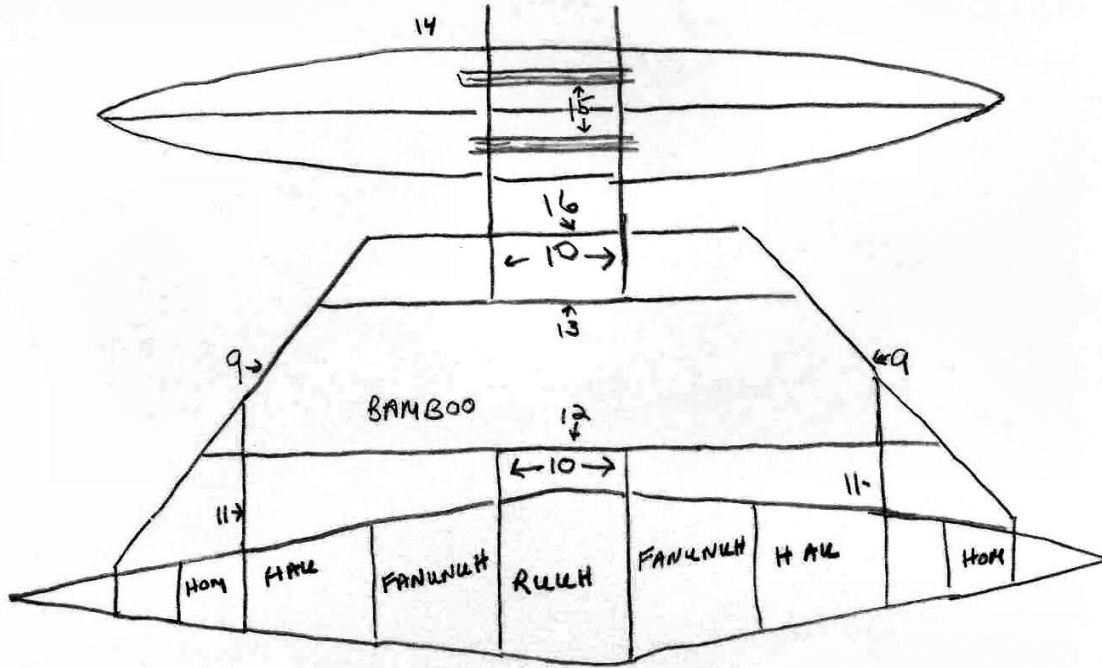 14
15
16
← 10 →
13
9→
←9
BAMBOO
12
← 10 →
11→
11-
HOM
HAK
FANUNUH
RUUH
FANUNUH
HAK
HOM